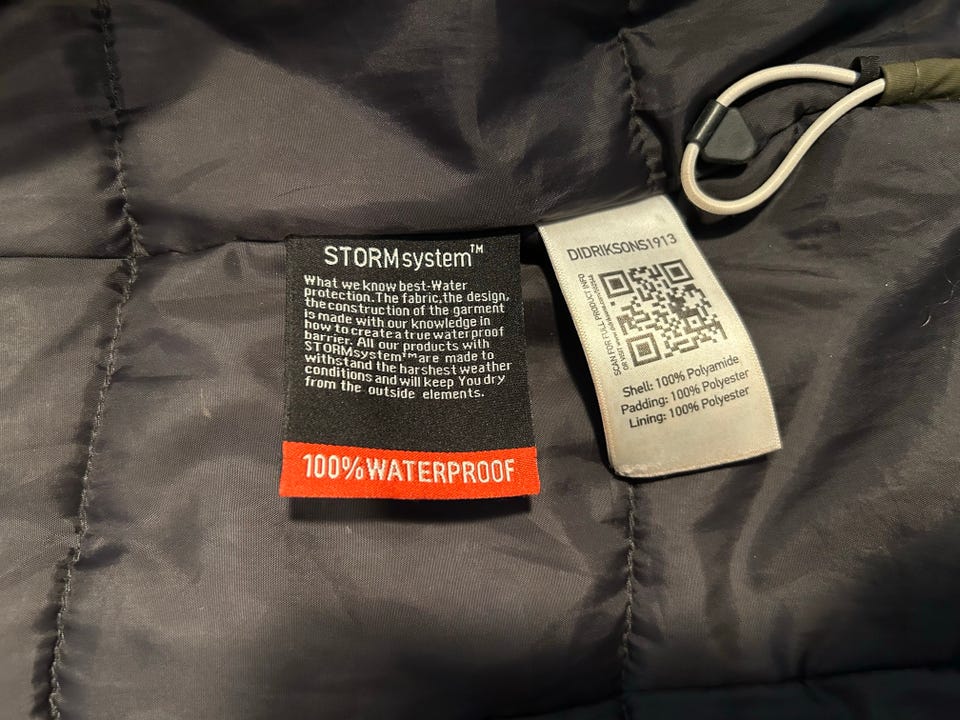 STORMsystem™
What we know best-Water
protection. The fabric, the design,
the construction of the garment
is made with our knowledge in
how to create a true waterproof
barrier. All our products with
STORMsystem™ are made to
withstand the harshest weather
conditions and will keep You dry
from the outside elements.
100% WATERPROOF
DIDRIKSONS1913
SCAN FOR FULL PRODUCT INFO
OR VISIT
Shell: 100% Polyamide
Padding: 100% Polyester
Lining: 100% Polyester